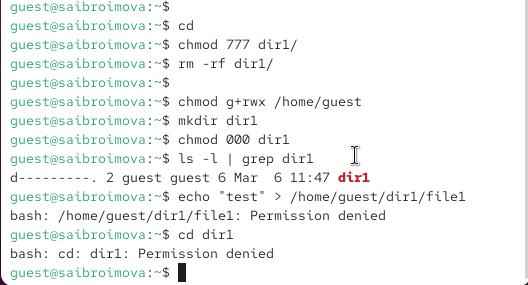 guest@saibroimova:~$
guest@saibroimova:~$ cd
guest@saibroimova:~$ chmod 777 dir1/
guest@saibroimova:~$ rm -rf dir1/
guest@saibroimova:~$
guest@saibroimova:~$ chmod g+rwx /home/guest
guest@saibroimova:~$ mkdir dir1
guest@saibroimova:~$ chmod 000 dir1
guest@saibroimova:~$ ls -l | grep dir1
d---------. 2 guest guest 6 Mar  6 11:47 dir1
guest@saibroimova:~$ echo "test" > /home/guest/dir1/file1
bash: /home/guest/dir1/file1: Permission denied
guest@saibroimova:~$ cd dir1
bash: cd: dir1: Permission denied
guest@saibroimova:~$